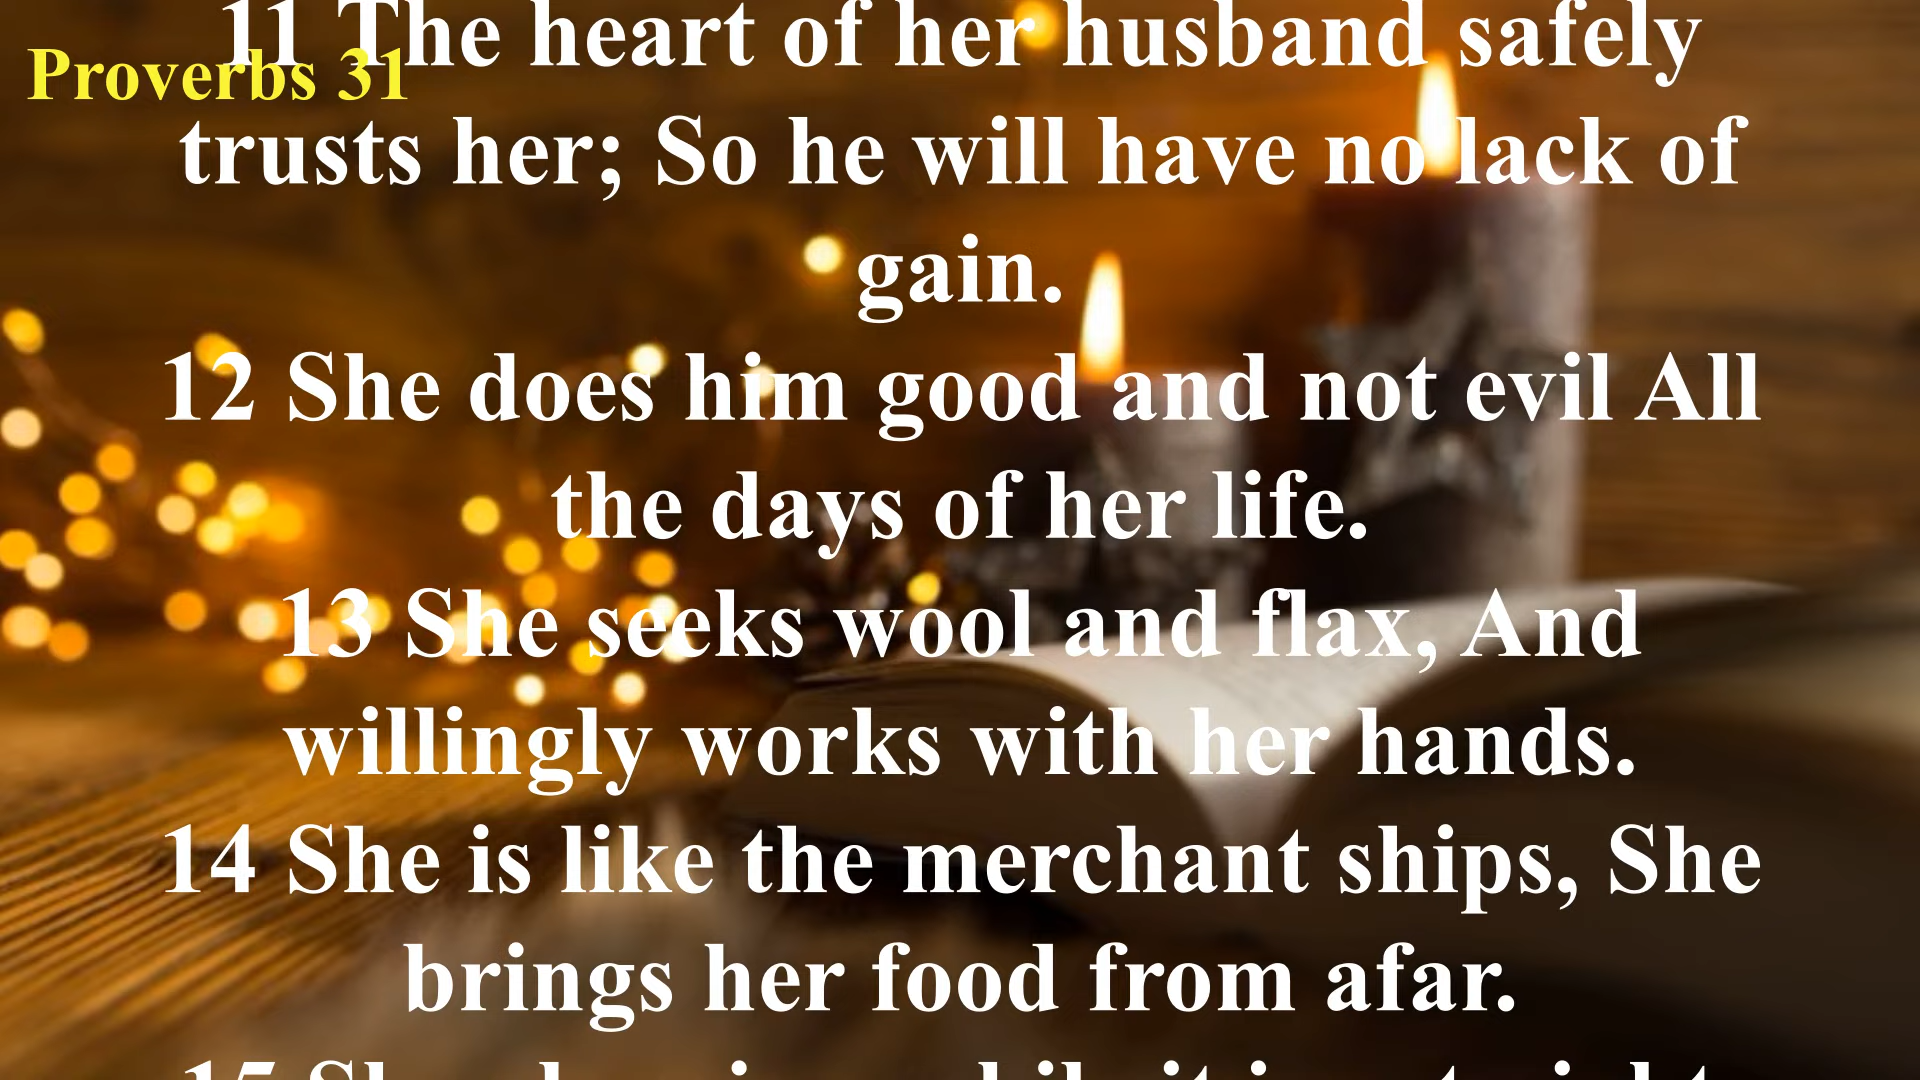 Proverbs 31
11 The heart of her husband safely
trusts her; So he will have no lack of
gain.
12 She does him good and not evil All
the days of her life.
13 She seeks wool and flax, And
willingly works with her hands.
14 She is like the merchant ships, She
brings her food from afar.